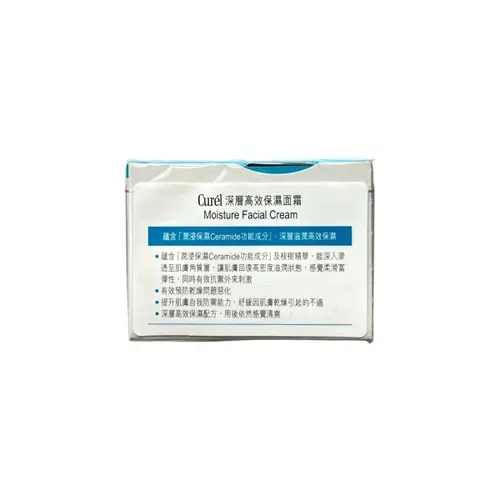 Curél 深層高效保濕面霜
Moisture Facial Cream
蘊含「潤浸保濕Ceramide功能成分」，深層滋潤高效保濕
• 蘊含「潤浸保濕Ceramide功能成分」及桉樹精華，能深入滲
透至肌膚角質層，讓肌膚回復高密度滋潤狀態，感覺柔滑富
彈性，同時有效抗禦外來刺激
• 有效預防乾燥問題惡化
• 提升肌膚自我防禦能力，紓緩因肌膚乾燥引起的不適
• 深層高效保濕配方，用後依然感覺清爽